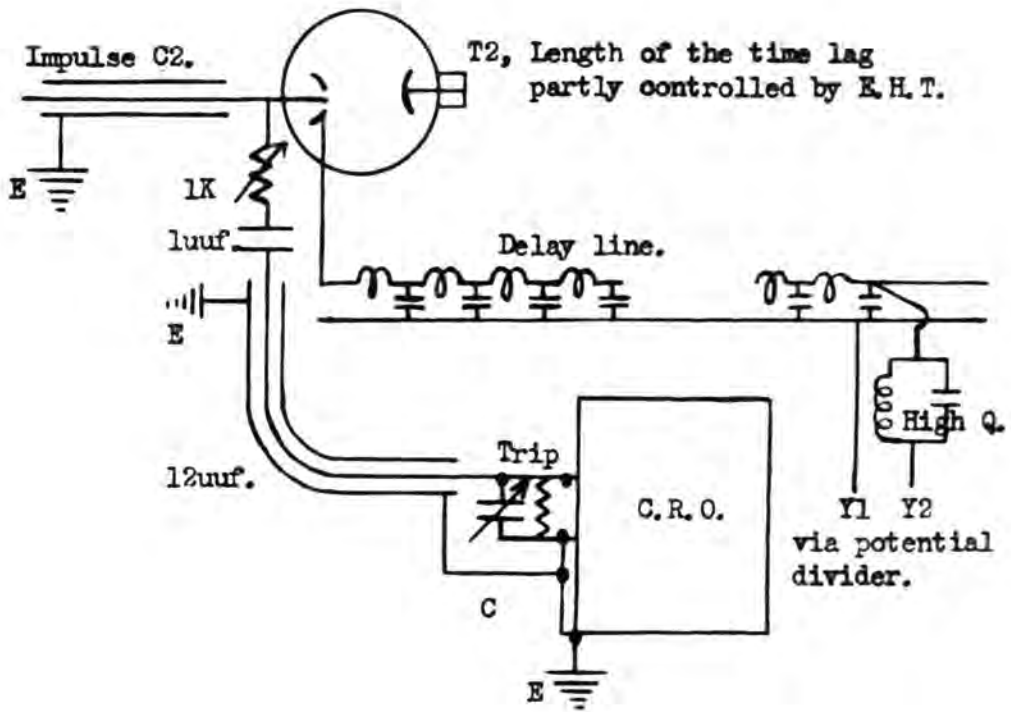 Impulse C2.
T2, Length of the time lag
partly controlled by E.H.T.
E
1K
1uuf
Delay line.
E
High Q.
Trip
12uuf.
C.R.O.
Y1 Y2
via potential
divider.
C
E